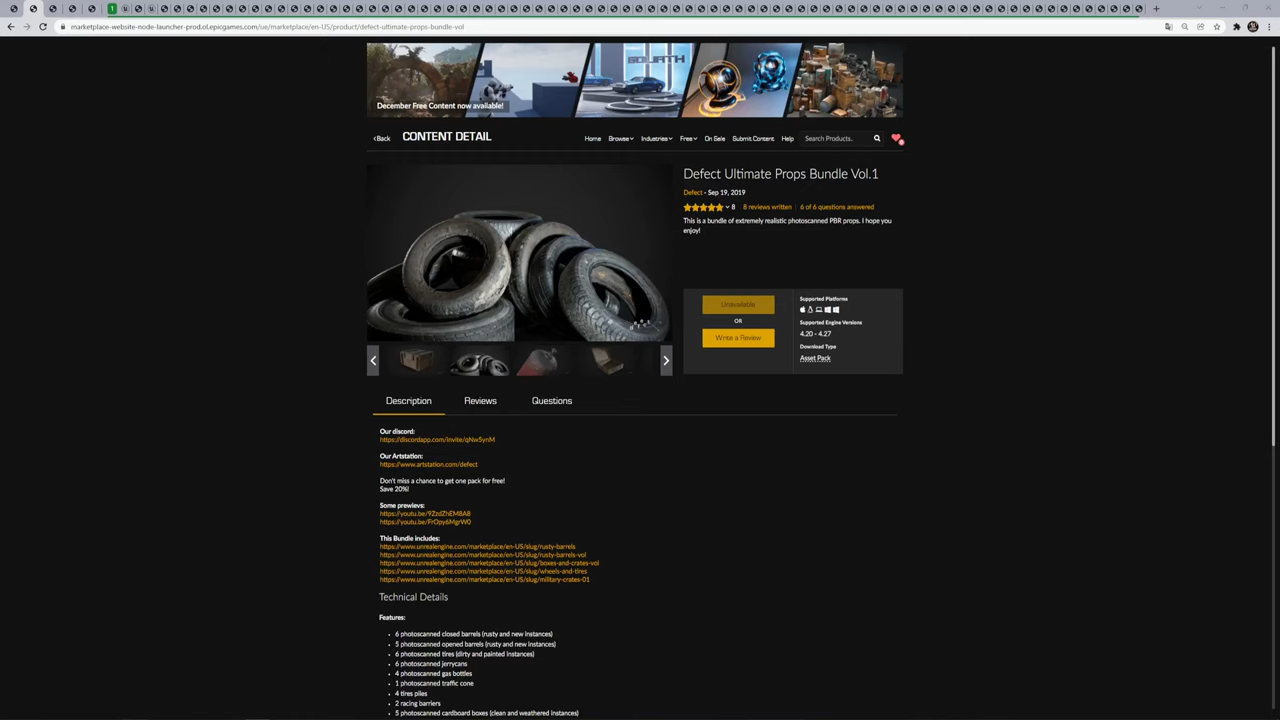 marketplace-website-node-launcher-prod.ol.epicgames.com/ue/marketplace/en-US/product/defect-ultimate-props-bundle-vol
GOLIATH
December Free Content now available!
Back
CONTENT DETAIL
Home Browse Industries Free On Sale Submit Content Help Search Products..
Defect Ultimate Props Bundle Vol.1
Defect • Sep 19, 2019
8 8 reviews written | 6 of 6 questions answered
This is a bundle of extremely realistic photoscanned PBR props. I hope you
enjoy!
Unavailable
OR
Write a Review
Supported Platforms
Supported Engine Versions
4.20 - 4.27
Download Type
Asset Pack
Description Reviews Questions
Our discord:
https://discordapp.com/invite/qNw5ynM
Our Artstation:
https://www.artstation.com/defect
Don't miss a chance to get one pack for free!
Save 20%!
Some prewievs:
https://youtu.be/9ZzdZhEM8A8
https://youtu.be/FrOpy6MgrW0
This Bundle includes:
https://www.unrealengine.com/marketplace/en-US/slug/rusty-barrels
https://www.unrealengine.com/marketplace/en-US/slug/rusty-barrels-vol
https://www.unrealengine.com/marketplace/en-US/slug/boxes-and-crates-vol
https://www.unrealengine.com/marketplace/en-US/slug/wheels-and-tires
https://www.unrealengine.com/marketplace/en-US/slug/military-crates-01
Technical Details
Features:
• 6 photoscanned closed barrels (rusty and new instances)
• 5 photoscanned opened barrels (rusty and new instances)
• 6 photoscanned tires (dirty and painted instances)
• 6 photoscanned jerrycans
• 4 photoscanned gas bottles
• 1 photoscanned traffic cone
• 4 tires piles
• 2 racing barriers
• 5 photoscanned cardboard boxes (clean and weathered instances)